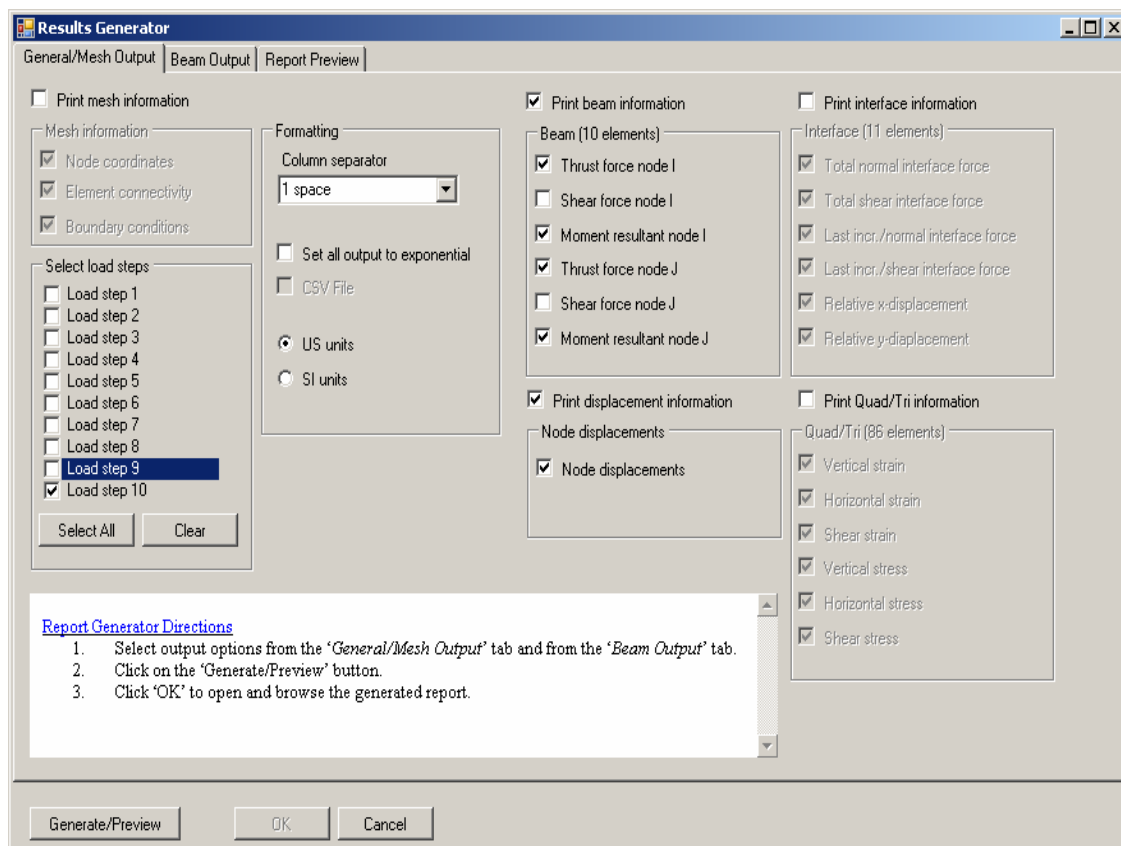 Results Generator
General/Mesh Output
Beam Output
Report Preview
Print mesh information
Mesh information
Node coordinates
Element connectivity
Boundary conditions
Select load steps
Load step 1
Load step 2
Load step 3
Load step 4
Load step 5
Load step 6
Load step 7
Load step 8
Load step 9
Load step 10
Select All
Clear
Formatting
Column separator
1 space
Set all output to exponential
CSV File
US units
SI units
Print beam information
Beam (10 elements)
Thrust force node I
Shear force node I
Moment resultant node I
Thrust force node J
Shear force node J
Moment resultant node J
Print displacement information
Node displacements
Node displacements
Print interface information
Interface (11 elements)
Total normal interface force
Total shear interface force
Last incr./normal interface force
Last incr./shear interface force
Relative x-displacement
Relative y-diaplacement
Print Quad/Tri information
Quad/Tri (86 elements)
Vertical strain
Horizontal strain
Shear strain
Vertical stress
Horizontal stress
Shear stress
Report Generator Directions
1. Select output options from the ‘General/Mesh Output’ tab and from the ‘Beam Output’ tab.
2. Click on the ‘Generate/Preview’ button.
3. Click ‘OK’ to open and browse the generated report.
Generate/Preview
OK
Cancel